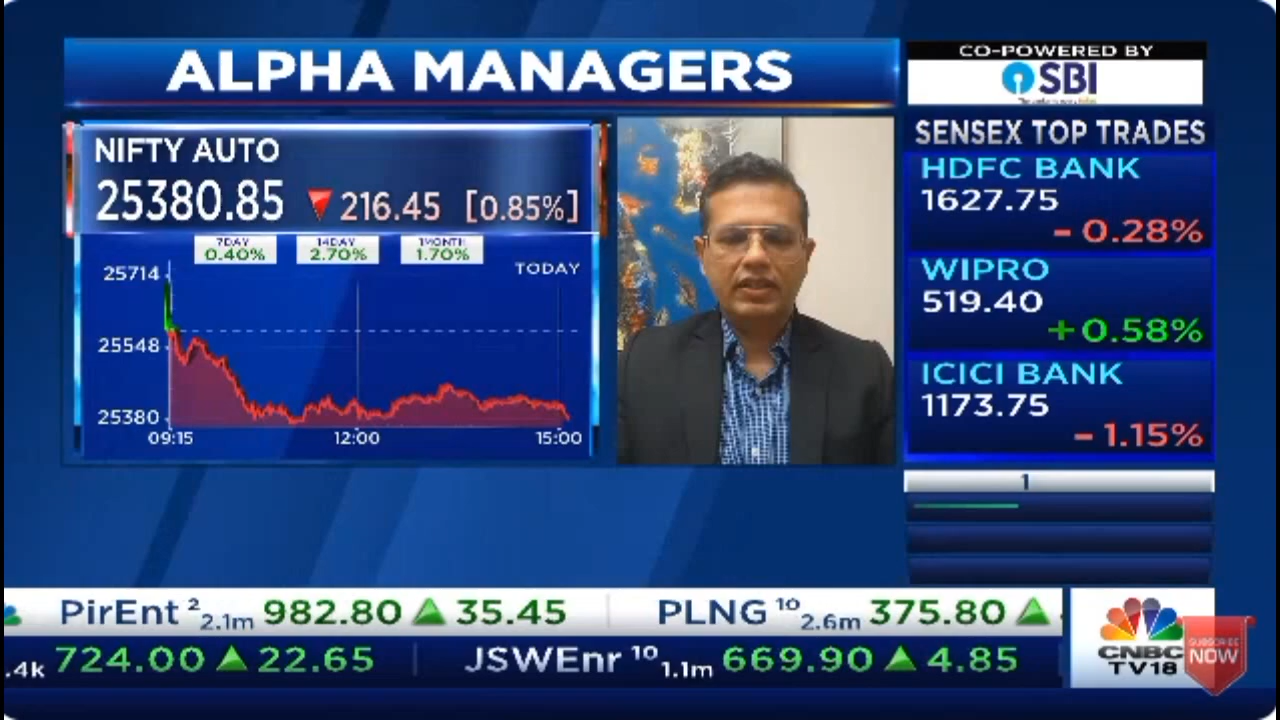 ALPHA MANAGERS
CO-POWERED BY
SBI
NIFTY AUTO
25380.85 ▼ 216.45 [0.85%]
7DAY
0.40%
14DAY
2.70%
1MONTH
1.70%
TODAY
25714
25548
25380
09:15 12:00 15:00
SENSEX TOP TRADES
HDFC BANK
1627.75
- 0.28%
WIPRO
519.40
+0.58%
ICICI BANK
1173.75
- 1.15%
1
PirEnt ² 2.1m 982.80 ▲ 35.45 PLNG ¹⁰ 2.6m 375.80 ▲
.4k 724.00 ▲ 22.65 JSWEnr ¹⁰ 1.1m 669.90 ▲ 4.85
CNBC
TV18
SUBSCRIBE
NOW